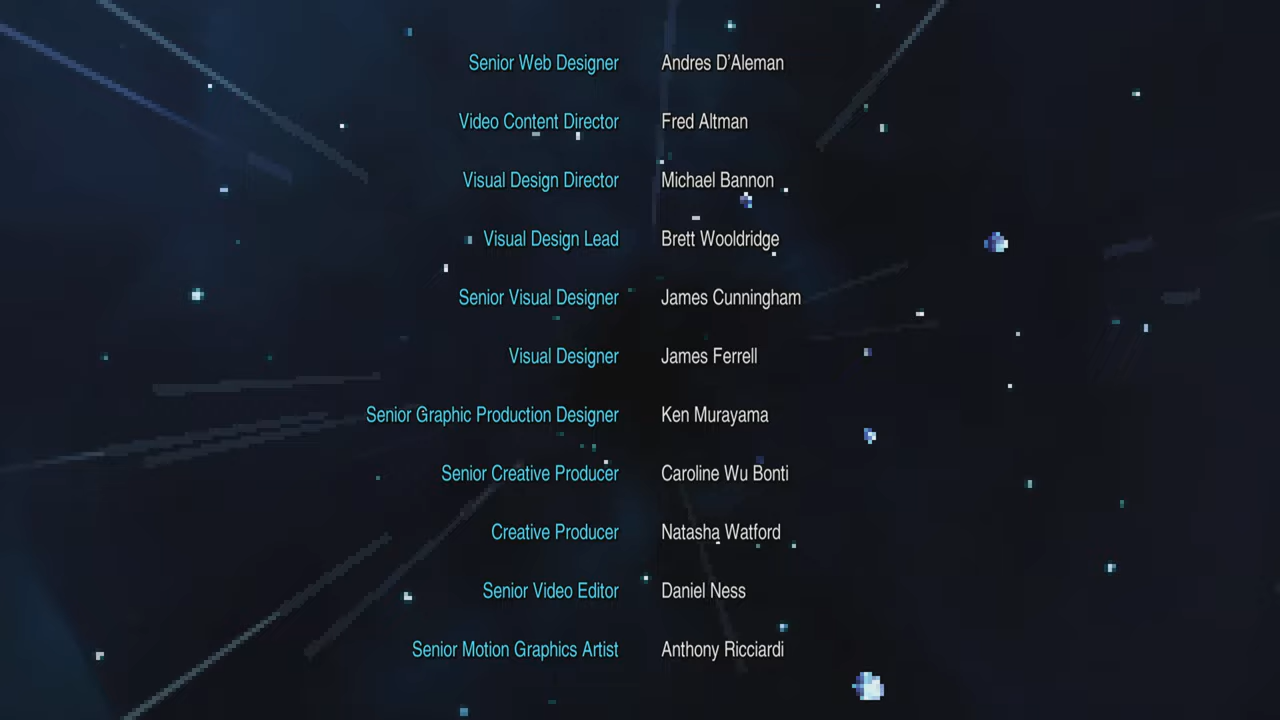 Senior Web Designer Andres D'Aleman
Video Content Director Fred Altman
Visual Design Director Michael Bannon
Visual Design Lead Brett Wooldridge
Senior Visual Designer James Cunningham
Visual Designer James Ferrell
Senior Graphic Production Designer Ken Murayama
Senior Creative Producer Caroline Wu Bonti
Creative Producer Natasha Watford
Senior Video Editor Daniel Ness
Senior Motion Graphics Artist Anthony Ricciardi